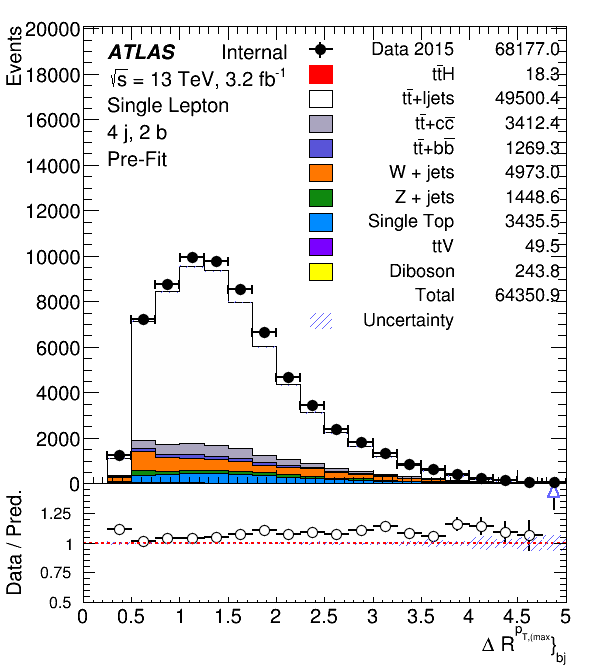 Events
20000
18000
16000
14000
12000
10000
8000
6000
4000
2000
0
ATLAS Internal
√s = 13 TeV, 3.2 fb⁻¹
Single Lepton
4 j, 2 b
Pre-Fit
Data 2015 68177.0
tt̄H 18.3
tt̄+ljets 49500.4
tt̄+cc̄ 3412.4
tt̄+bb̄ 1269.3
W + jets 4973.0
Z + jets 1448.6
Single Top 3435.5
ttV 49.5
Diboson 243.8
Total 64350.9
Uncertainty
Data / Pred.
1.25
1
0.75
0.5
0 0.5 1 1.5 2 2.5 3 3.5 4 4.5 5
Δ R^{p_{T,(max}}}_{bj}